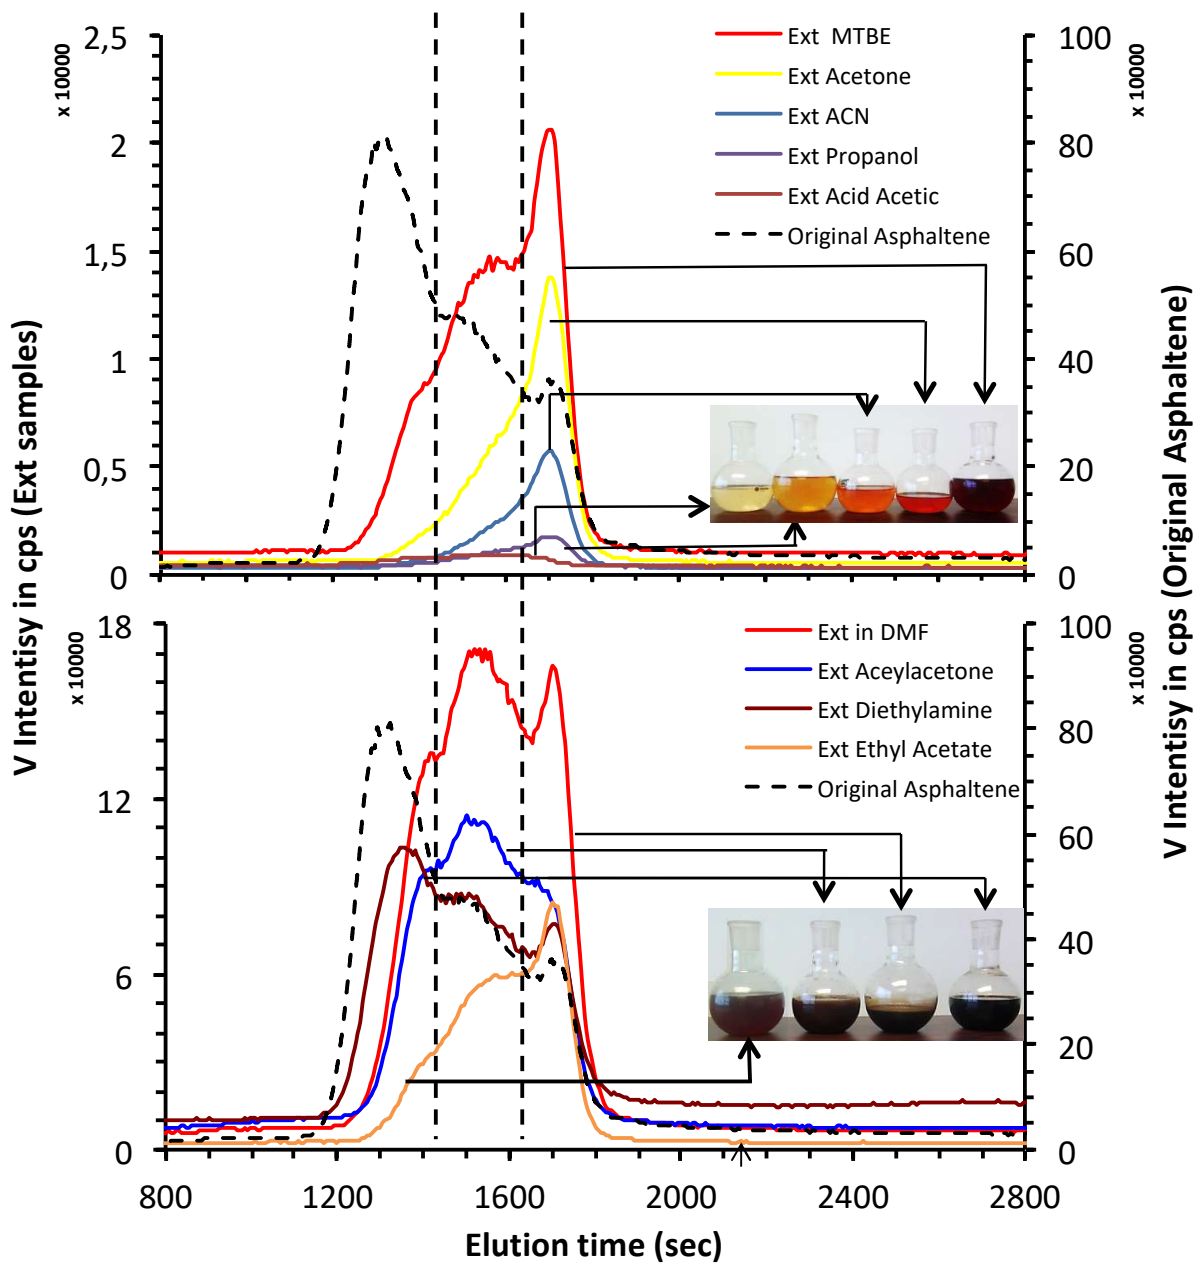 2,5
2
1,5
1
0,5
0
x 10000
V Intentisy in cps (Ext samples)
Ext MTBE
Ext Acetone
Ext ACN
Ext Propanol
Ext Acid Acetic
Original Asphaltene
100
80
60
40
20
0
x 10000
V Intentisy in cps (Original Asphaltene)
18
12
6
0
x 10000
Ext in DMF
Ext Aceylacetone
Ext Diethylamine
Ext Ethyl Acetate
Original Asphaltene
100
80
60
40
20
0
x 10000
800 1200 1600 2000 2400 2800
Elution time (sec)